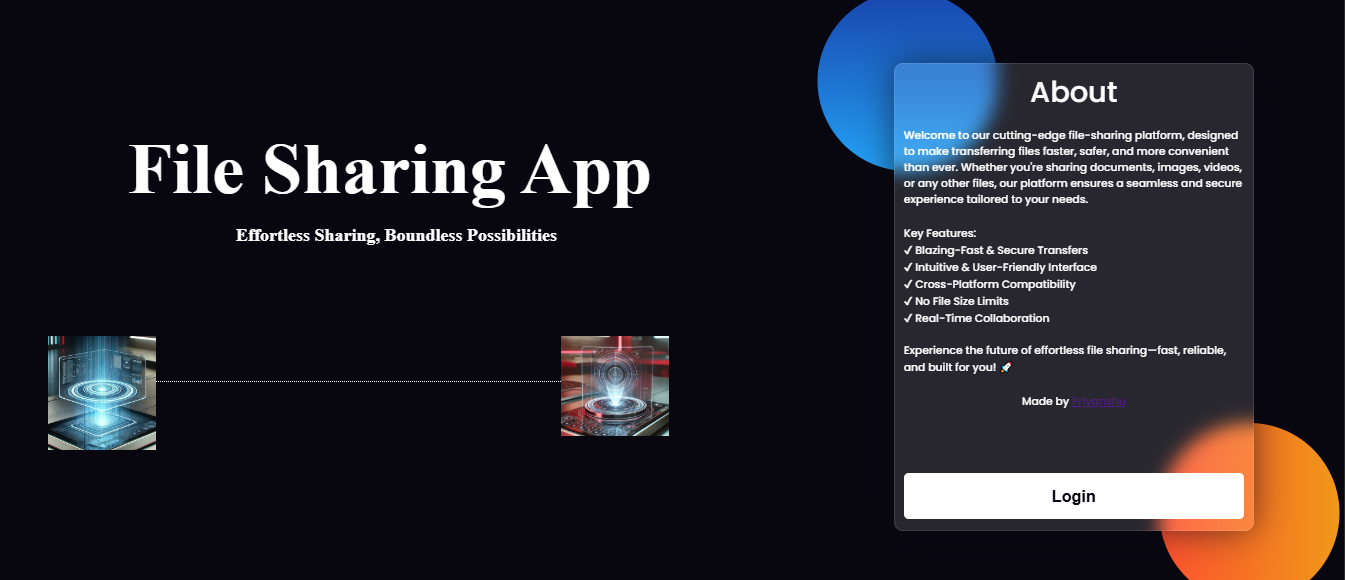 File Sharing App
Effortless Sharing, Boundless Possibilities
About
Welcome to our cutting-edge file-sharing platform, designed
to make transferring files faster, safer, and more convenient
than ever. Whether you're sharing documents, images, videos,
or any other files, our platform ensures a seamless and secure
experience tailored to your needs.
Key Features:
✓ Blazing-Fast & Secure Transfers
✓ Intuitive & User-Friendly Interface
✓ Cross-Platform Compatibility
✓ No File Size Limits
✓ Real-Time Collaboration
Experience the future of effortless file sharing—fast, reliable,
and built for you! 🚀
Made by Priyanshu
Login